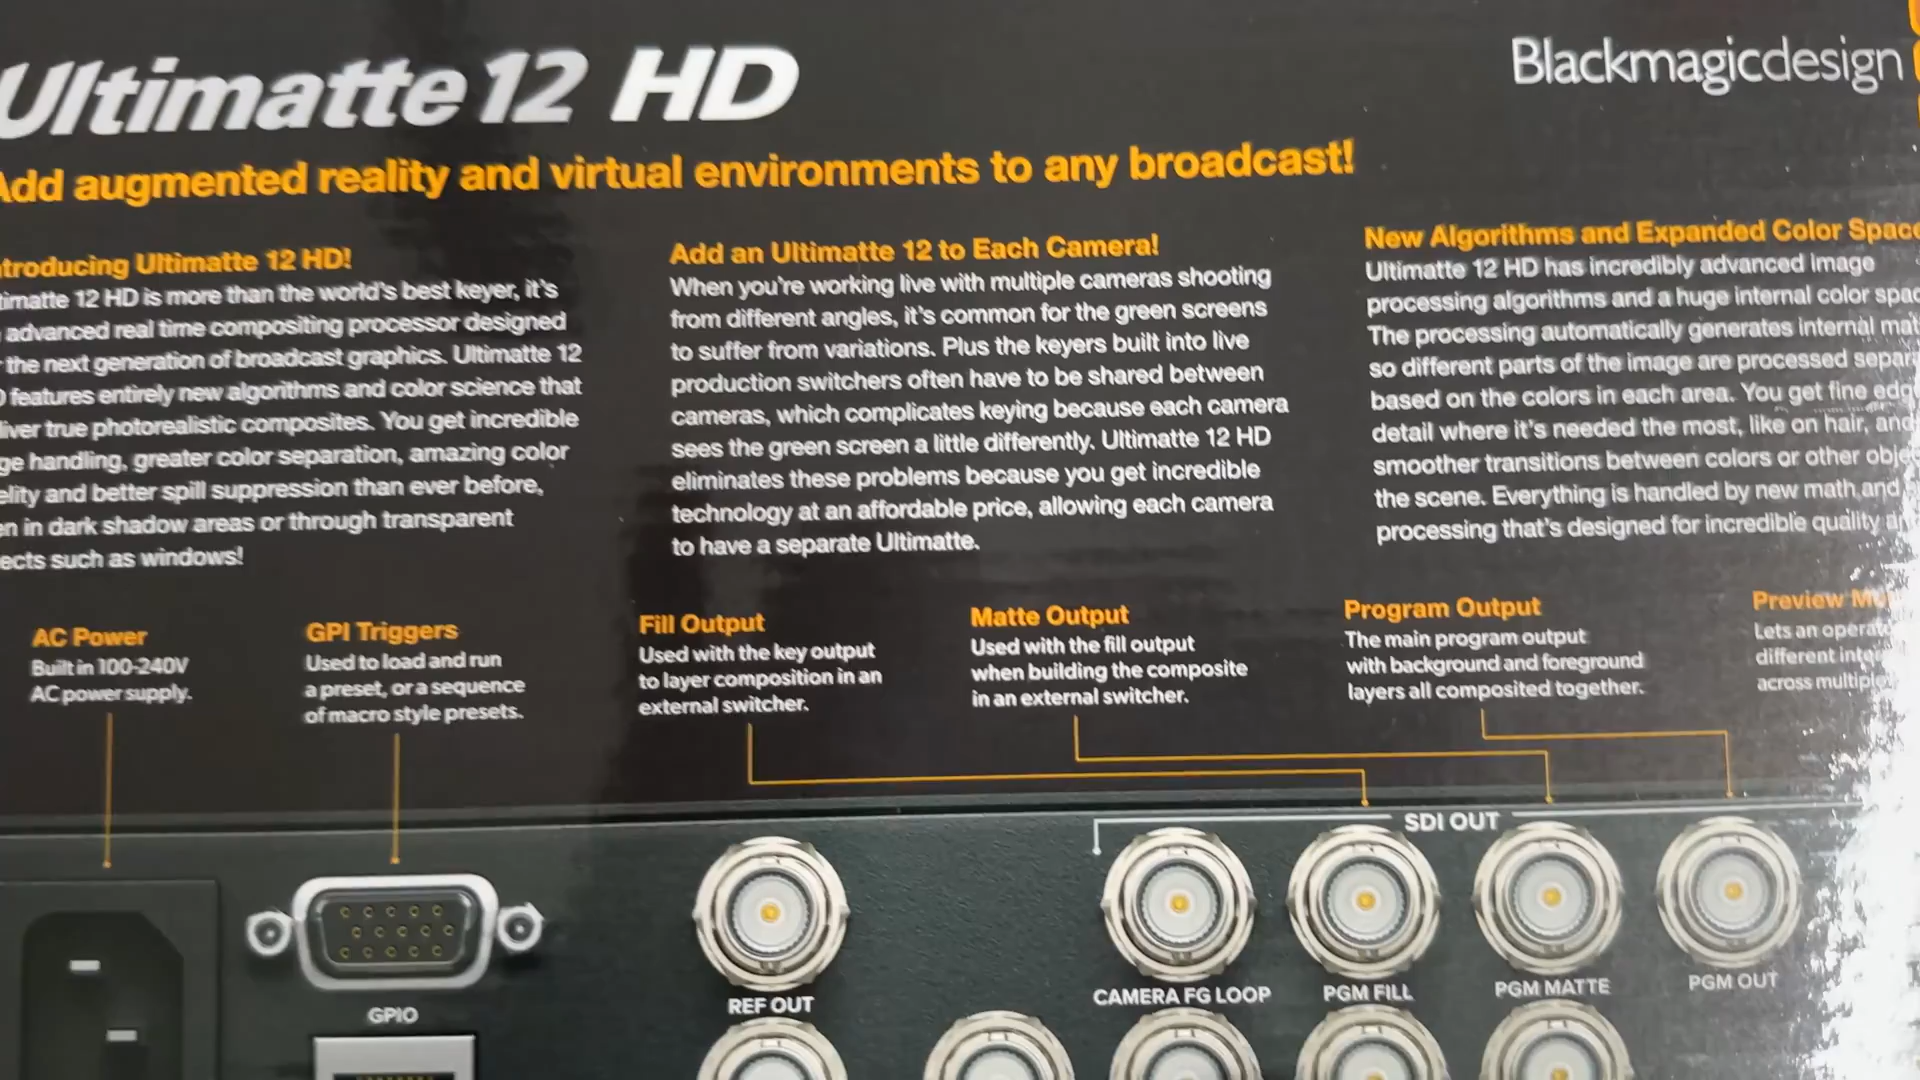 Ultimatte 12 HD
Blackmagicdesign
Add augmented reality and virtual environments to any broadcast!
troducing Ultimatte 12 HD!
timatte 12 HD is more than the world's best keyer, it's
advanced real time compositing processor designed
the next generation of broadcast graphics. Ultimatte 12
features entirely new algorithms and color science that
liver true photorealistic composites. You get incredible
ge handling, greater color separation, amazing color
elity and better spill suppression than ever before,
en in dark shadow areas or through transparent
ects such as windows!
Add an Ultimatte 12 to Each Camera!
When you're working live with multiple cameras shooting
from different angles, it's common for the green screens
to suffer from variations. Plus the keyers built into live
production switchers often have to be shared between
cameras, which complicates keying because each camera
sees the green screen a little differently. Ultimatte 12 HD
eliminates these problems because you get incredible
technology at an affordable price, allowing each camera
to have a separate Ultimatte.
New Algorithms and Expanded Color Space
Ultimatte 12 HD has incredibly advanced image
processing algorithms and a huge internal color spac
The processing automatically generates internal mat
so different parts of the image are processed separa
based on the colors in each area. You get fine edg
detail where it's needed the most, like on hair, and
smoother transitions between colors or other obje
the scene. Everything is handled by new math and
processing that's designed for incredible quality
AC Power
Built in 100-240V
AC power supply.
GPI Triggers
Used to load and run
a preset, or a sequence
of macro style presets.
Fill Output
Used with the key output
to layer composition in an
external switcher.
Matte Output
Used with the fill output
when building the composite
in an external switcher.
Program Output
The main program output
with background and foreground
layers all composited together.
Preview
Lets an operat
different inte
across multiple
SDI OUT
GPIO
REF OUT
CAMERA FG LOOP
PGM FILL
PGM MATTE
PGM OUT